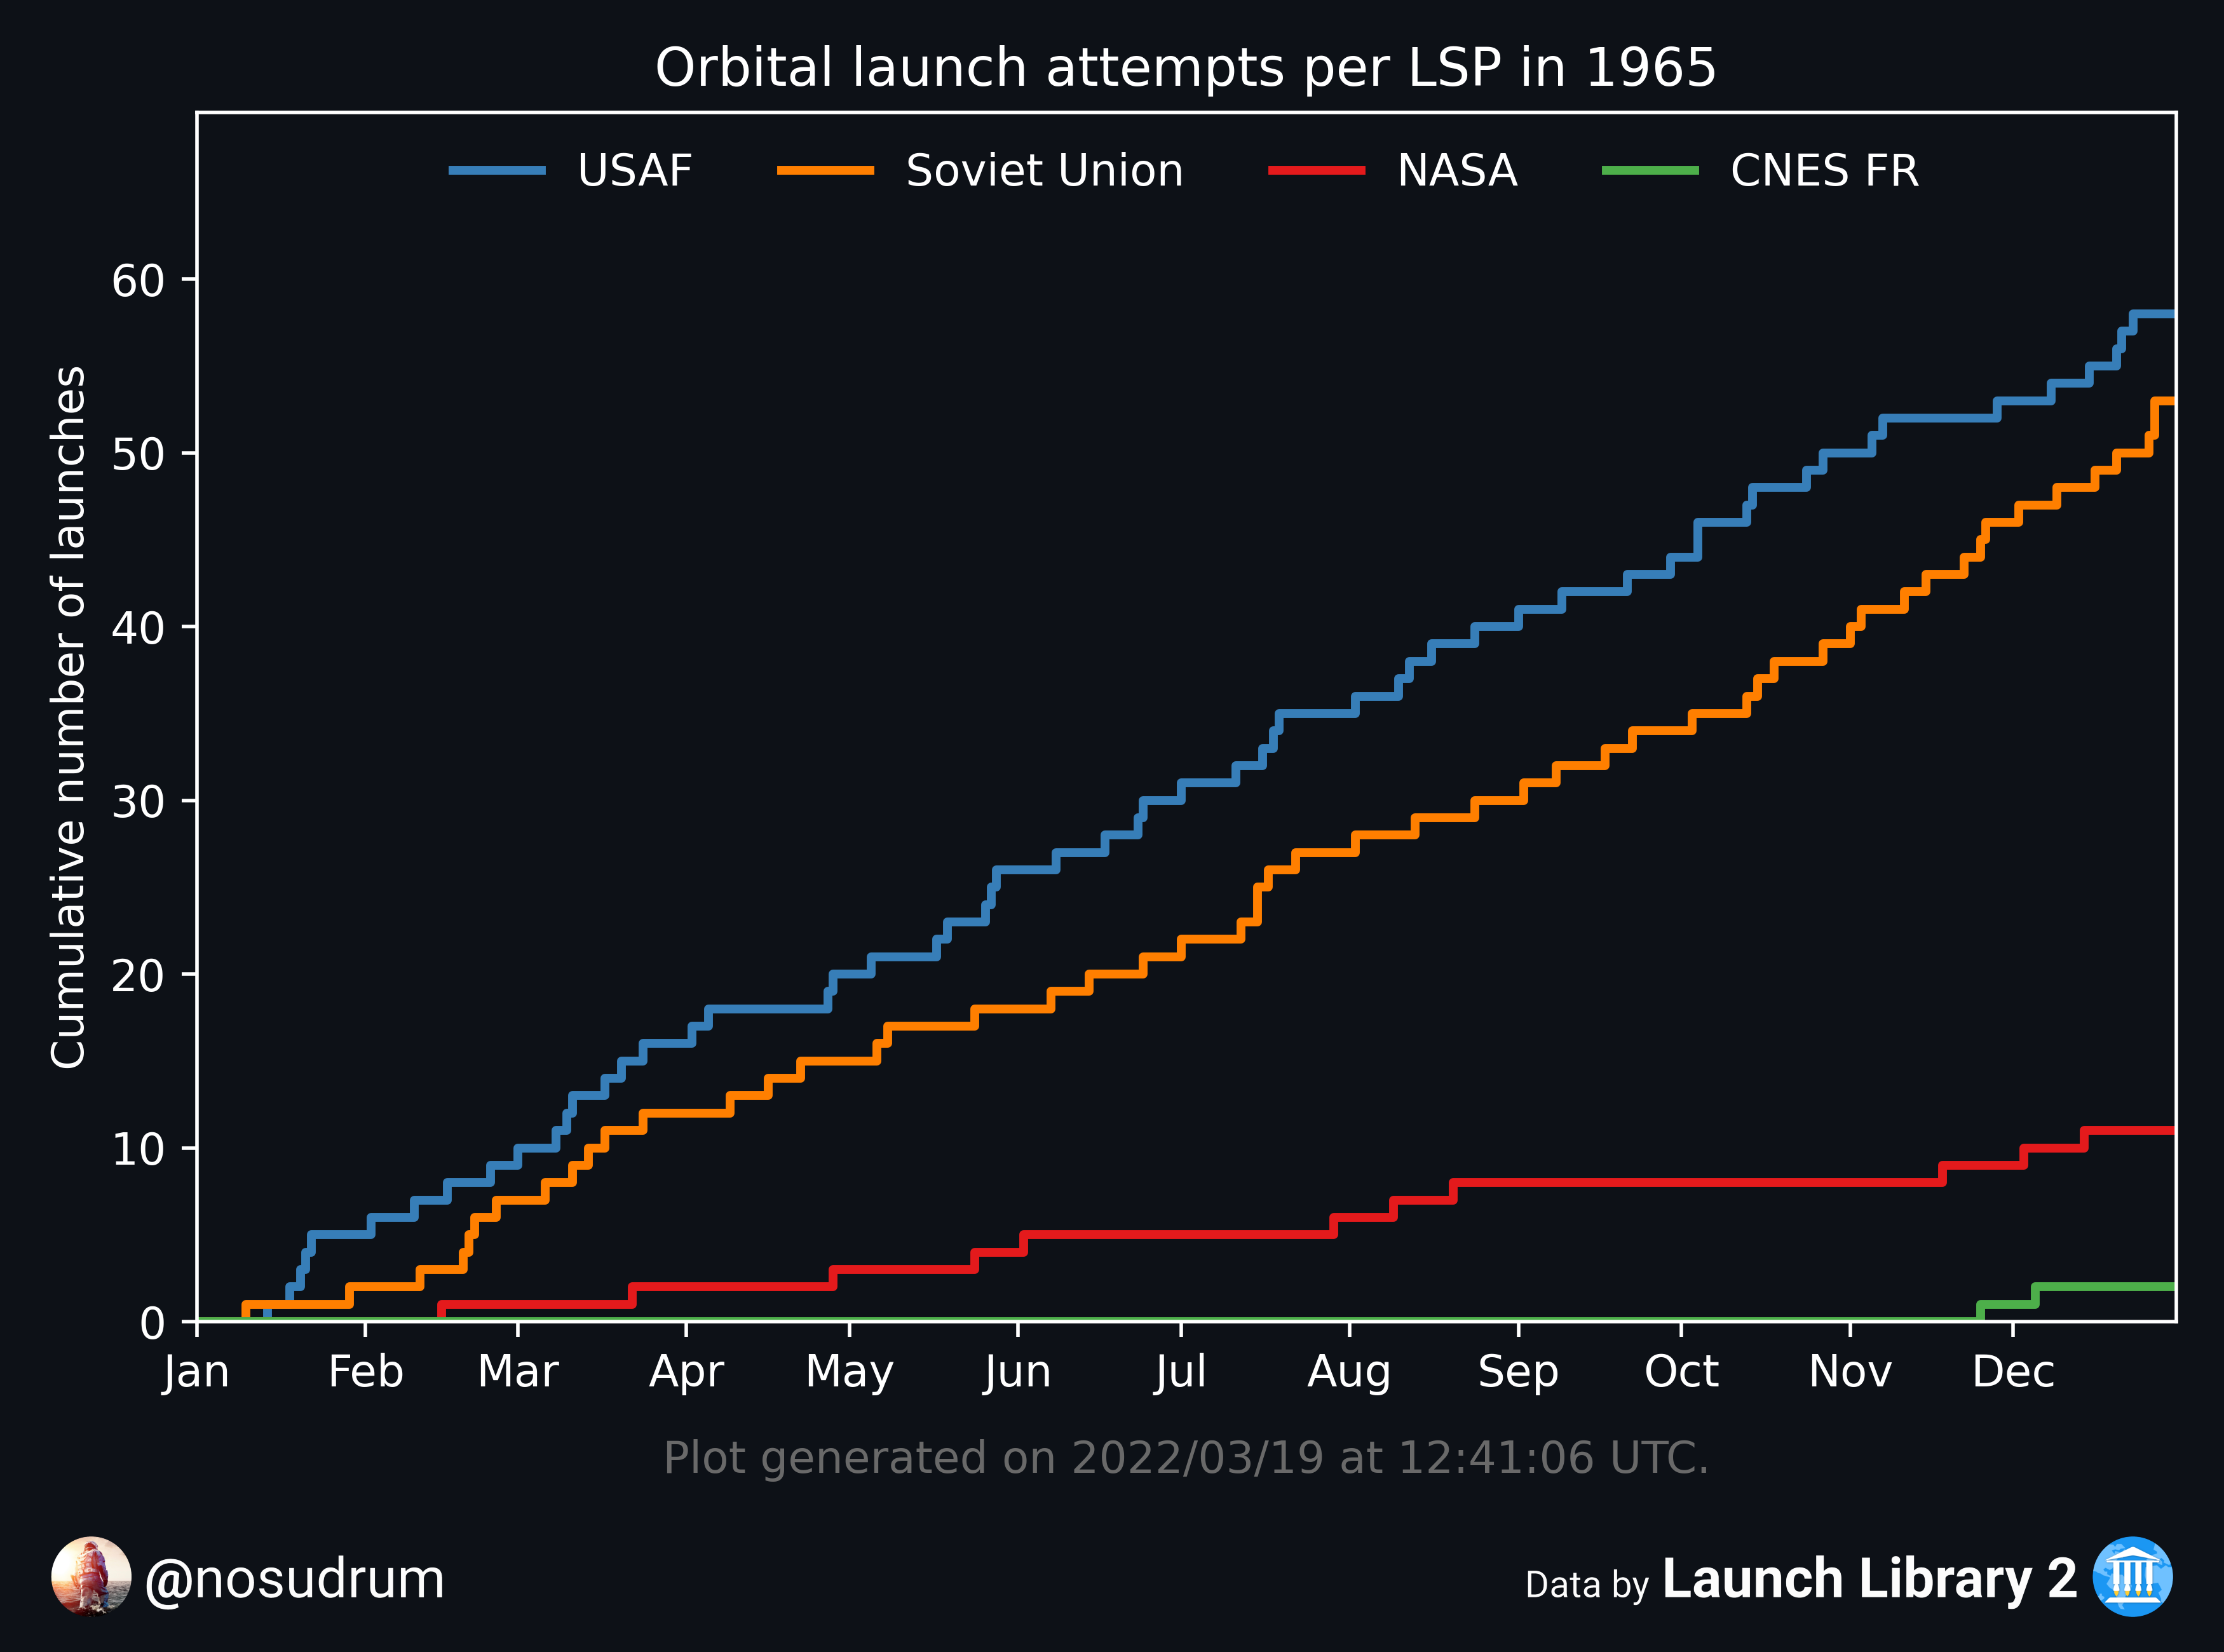 Orbital launch attempts per LSP in 1965
USAF Soviet Union NASA CNES FR
Cumulative number of launches
60
50
40
30
20
10
0
Jan Feb Mar Apr May Jun Jul Aug Sep Oct Nov Dec
Plot generated on 2022/03/19 at 12:41:06 UTC.
@nosudrum
Data by Launch Library 2